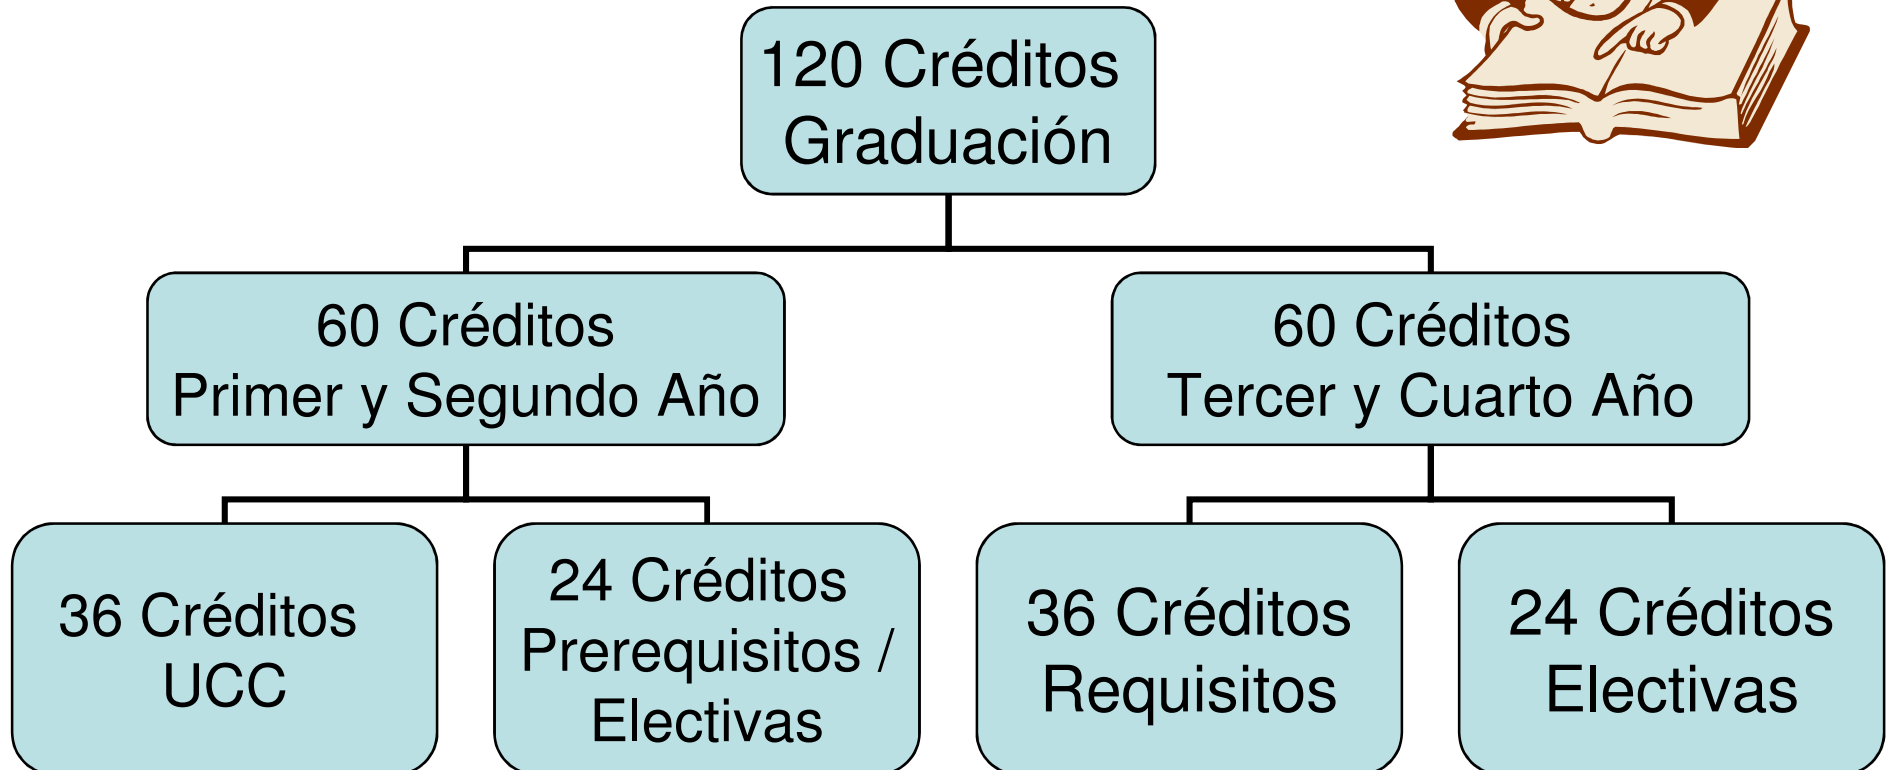 120 Créditos
Graduación
60 Créditos
Primer y Segundo Año
60 Créditos
Tercer y Cuarto Año
36 Créditos
UCC
24 Créditos
Prerequisitos /
Electivas
36 Créditos
Requisitos
24 Créditos
Electivas